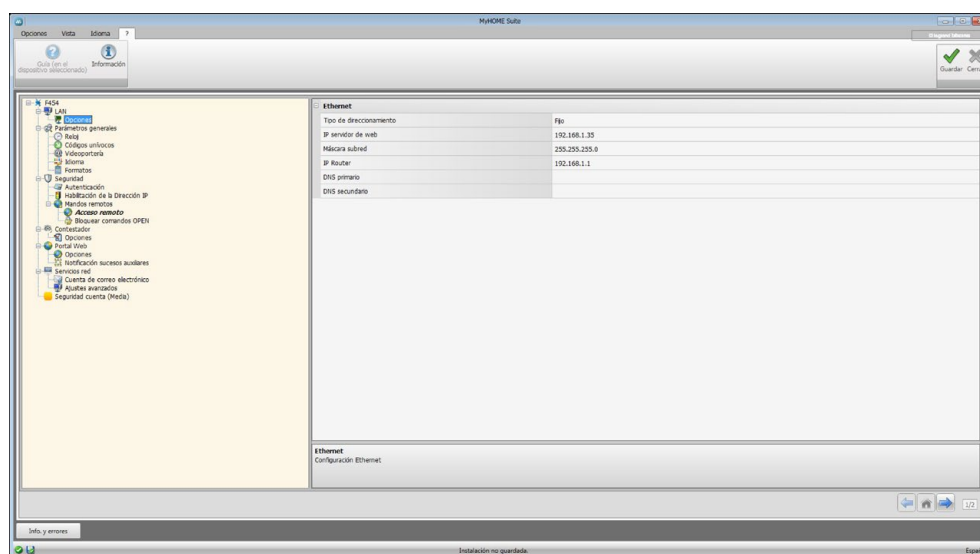 MyHOME Suite
Opciones Vista Idioma ?
Guía (en el dispositivo seleccionado)
Información
Guardar
F454
LAN
Opciones
Parámetros generales
Reloj
Códigos unívocos
Videoportería
Idioma
Formatos
Seguridad
Autenticación
Habilitación de la Dirección IP
Mandos remotos
Acceso remoto
Bloquear comandos OPEN
Contestador
Opciones
Portal Web
Opciones
Notificación sucesos auxiliares
Servicios red
Cuenta de correo electrónico
Ajustes avanzados
Seguridad cuenta (Media)
Ethernet
Tipo de direccionamiento Fijo
IP servidor de web 192.168.1.35
Máscara subred 255.255.255.0
IP Router 192.168.1.1
DNS primario
DNS secundario
Ethernet
Configuración Ethernet
1/2
Info. y errores
Instalación no guardada.